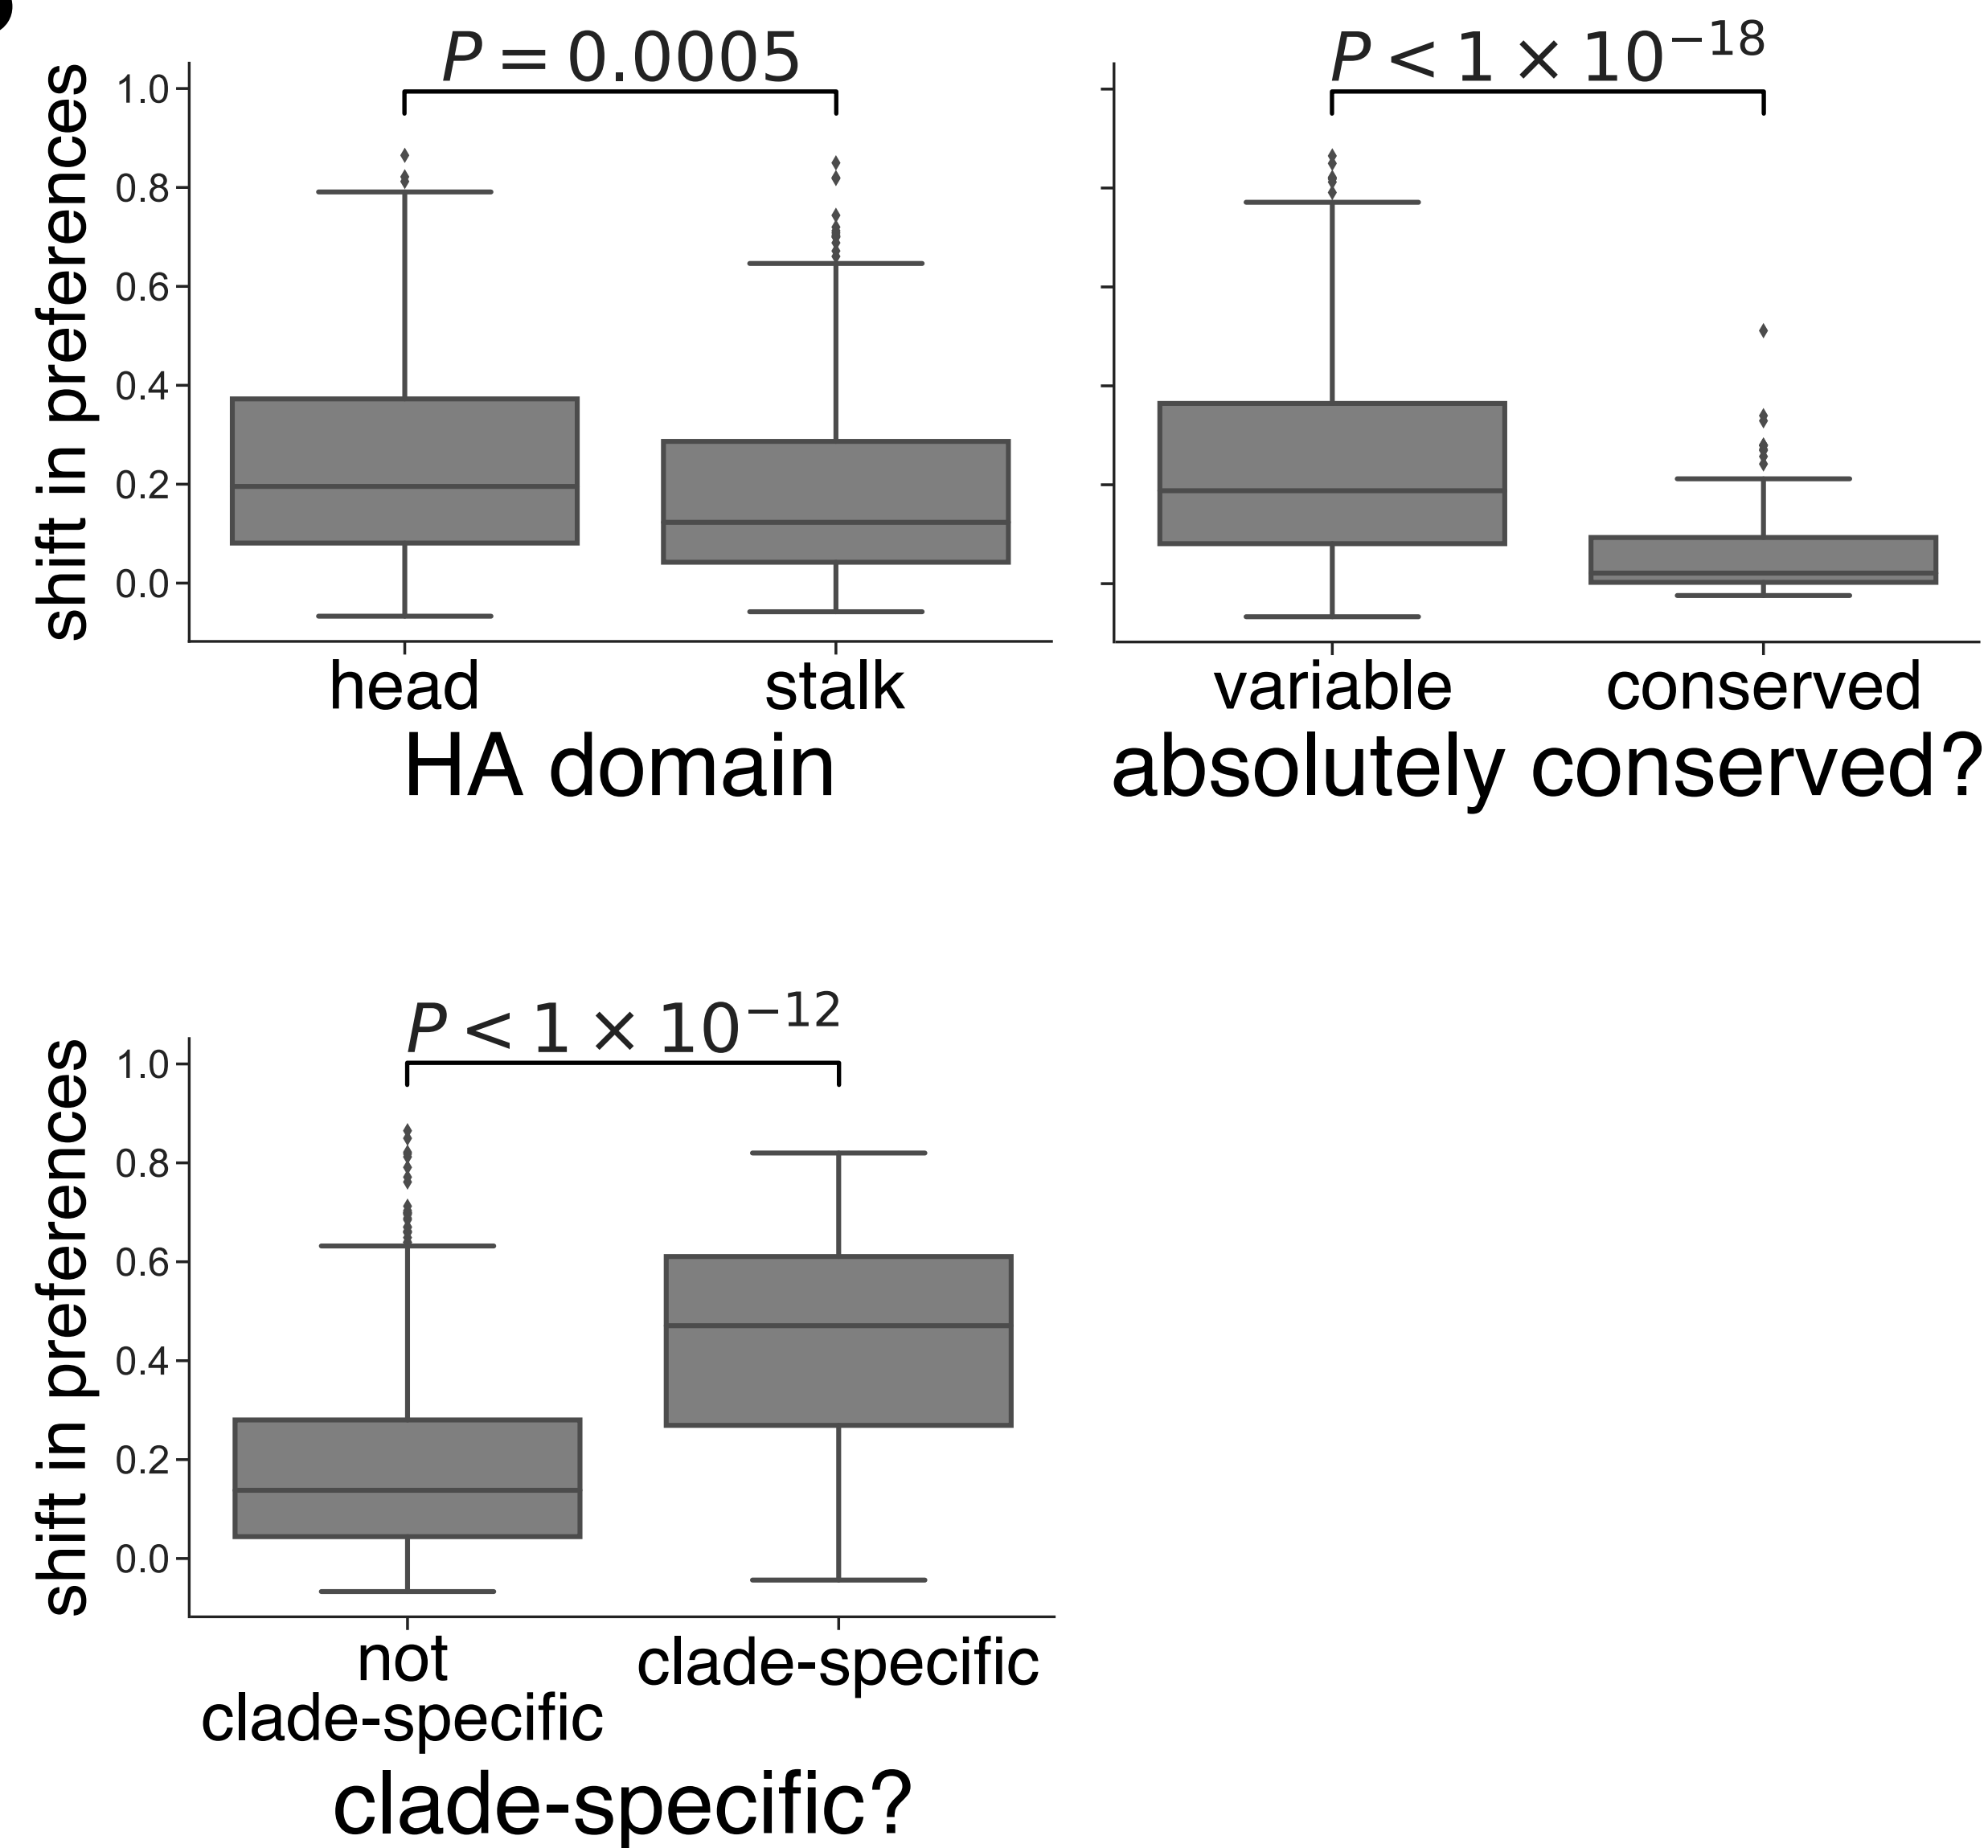 P = 0.0005
P < 1 × 10⁻¹⁸
shift in preferences
1.0
0.8
0.6
0.4
0.2
0.0
head
stalk
variable
conserved
HA domain
absolutely conserved?
P < 1 × 10⁻¹²
shift in preferences
1.0
0.8
0.6
0.4
0.2
0.0
not
clade-specific
clade-specific
clade-specific?